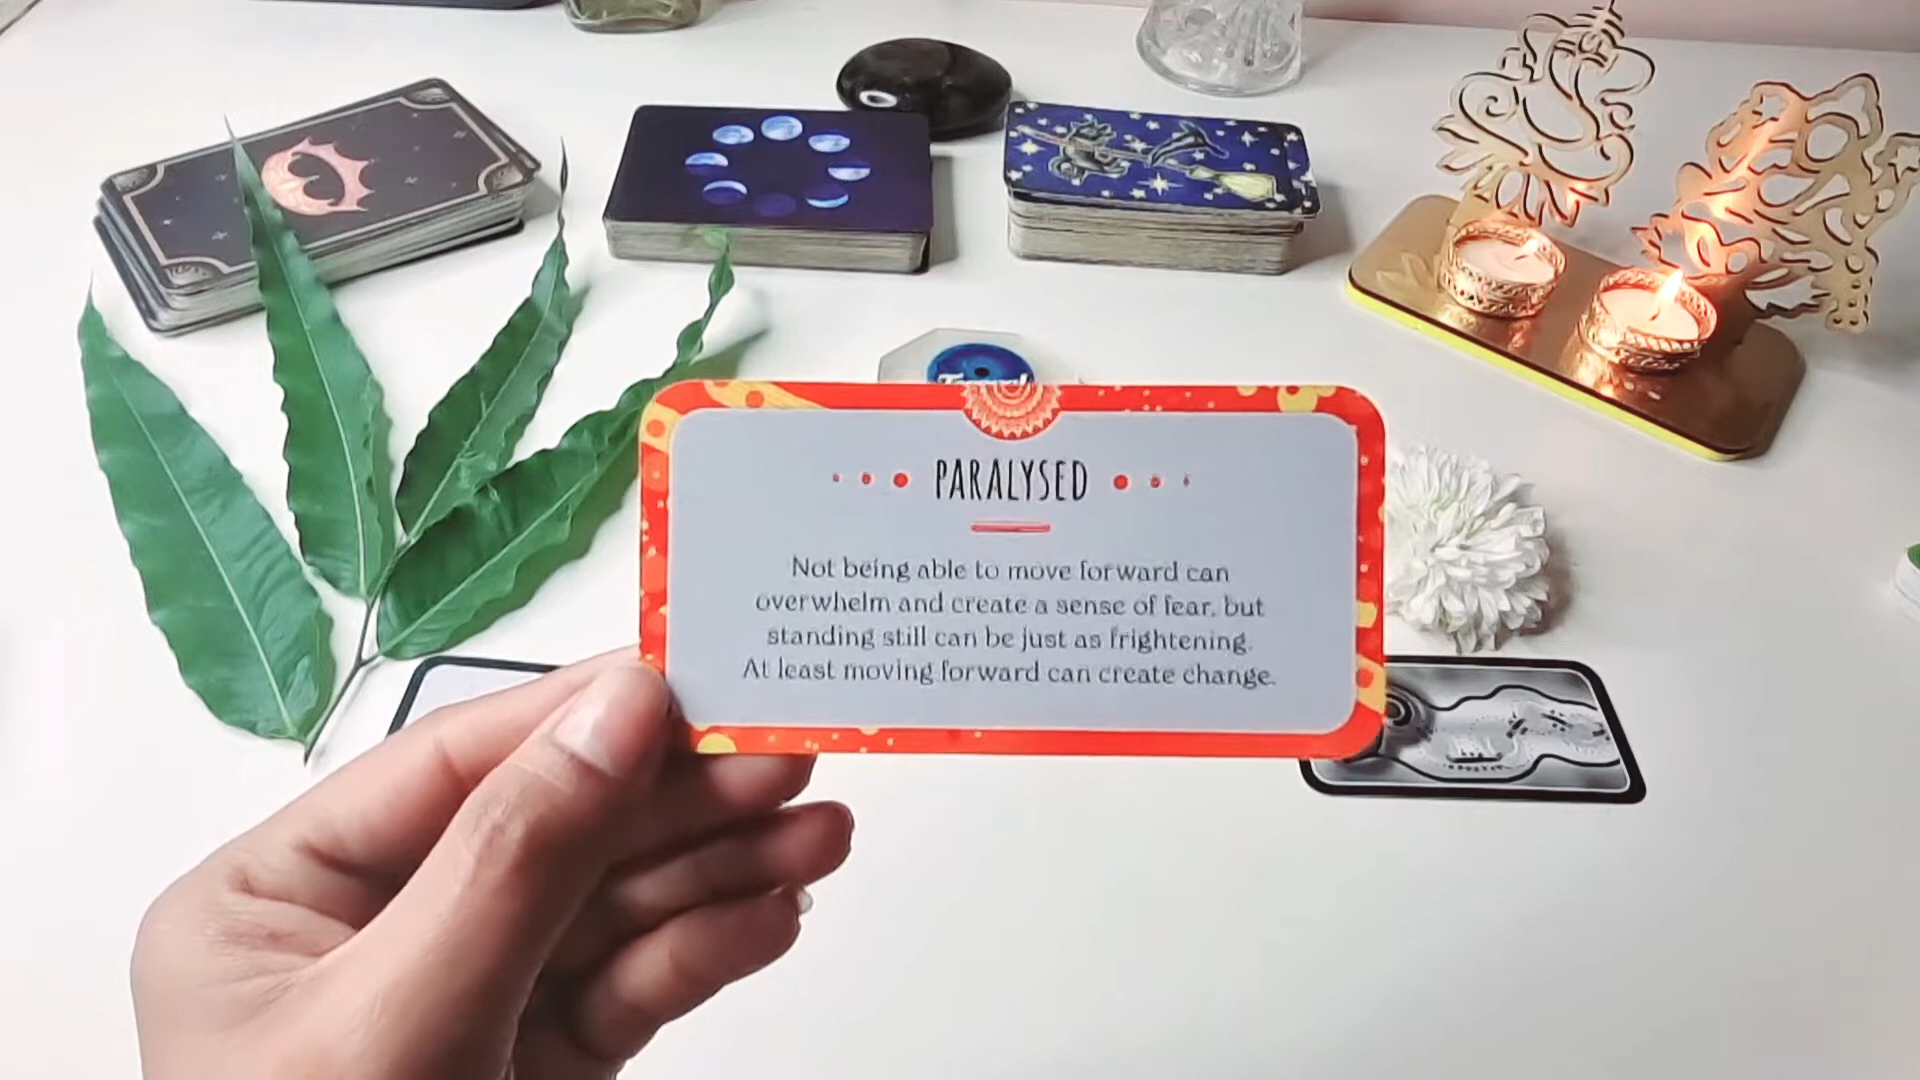 PARALYSED
Not being able to move forward can
overwhelm and create a sense of fear, but
standing still can be just as frightening.
At least moving forward can create change.